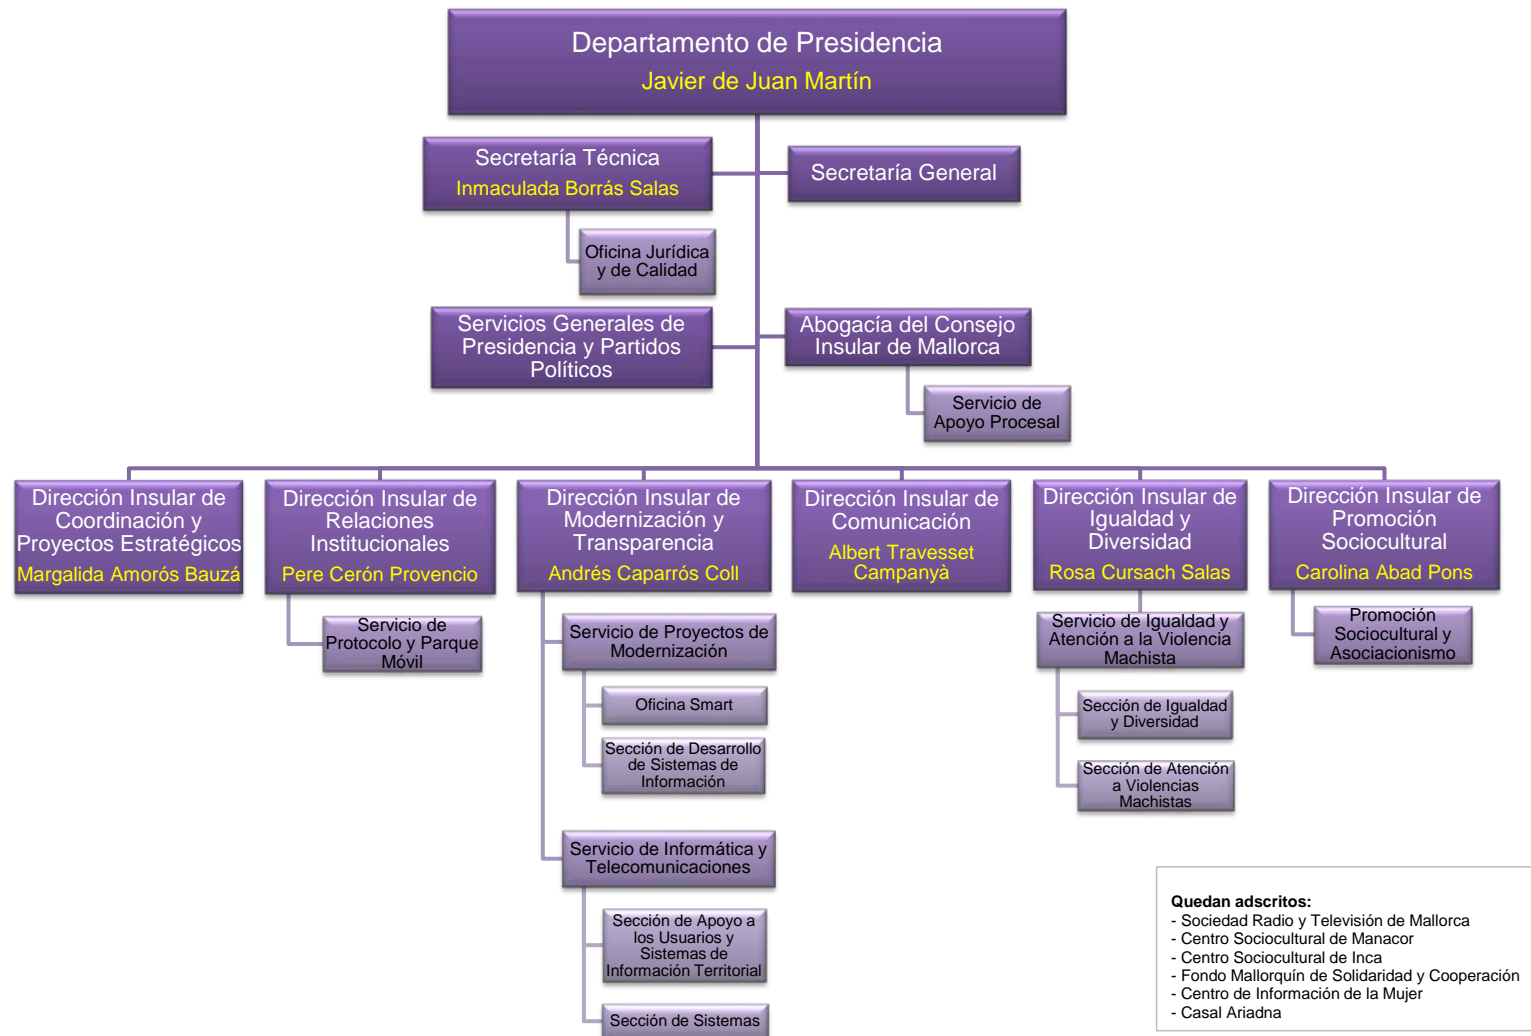 Departamento de Presidencia
Javier de Juan Martín
Secretaría Técnica
Inmaculada Borrás Salas
Secretaría General
Oficina Jurídica
y de Calidad
Servicios Generales de
Presidencia y Partidos
Políticos
Abogacía del Consejo
Insular de Mallorca
Servicio de
Apoyo Procesal
Dirección Insular de
Coordinación y
Proyectos Estratégicos
Margalida Amorós Bauzá
Dirección Insular de
Relaciones
Institucionales
Pere Cerón Provencio
Servicio de
Protocolo y Parque
Móvil
Dirección Insular de
Modernización y
Transparencia
Andrés Caparrós Coll
Servicio de Proyectos de
Modernización
Oficina Smart
Sección de Desarrollo
de Sistemas de
Información
Servicio de Informática y
Telecomunicaciones
Sección de Apoyo a
los Usuarios y
Sistemas de
Información Territorial
Sección de Sistemas
Dirección Insular de
Comunicación
Albert Travesset
Campanyà
Dirección Insular de
Igualdad y
Diversidad
Rosa Cursach Salas
Servicio de Igualdad y
Atención a la Violencia
Machista
Sección de Igualdad
y Diversidad
Sección de Atención
a Violencias
Machistas
Dirección Insular de
Promoción
Sociocultural
Carolina Abad Pons
Promoción
Sociocultural y
Asociacionismo
Quedan adscritos:
- Sociedad Radio y Televisión de Mallorca
- Centro Sociocultural de Manacor
- Centro Sociocultural de Inca
- Fondo Mallorquín de Solidaridad y Cooperación
- Centro de Información de la Mujer
- Casal Ariadna